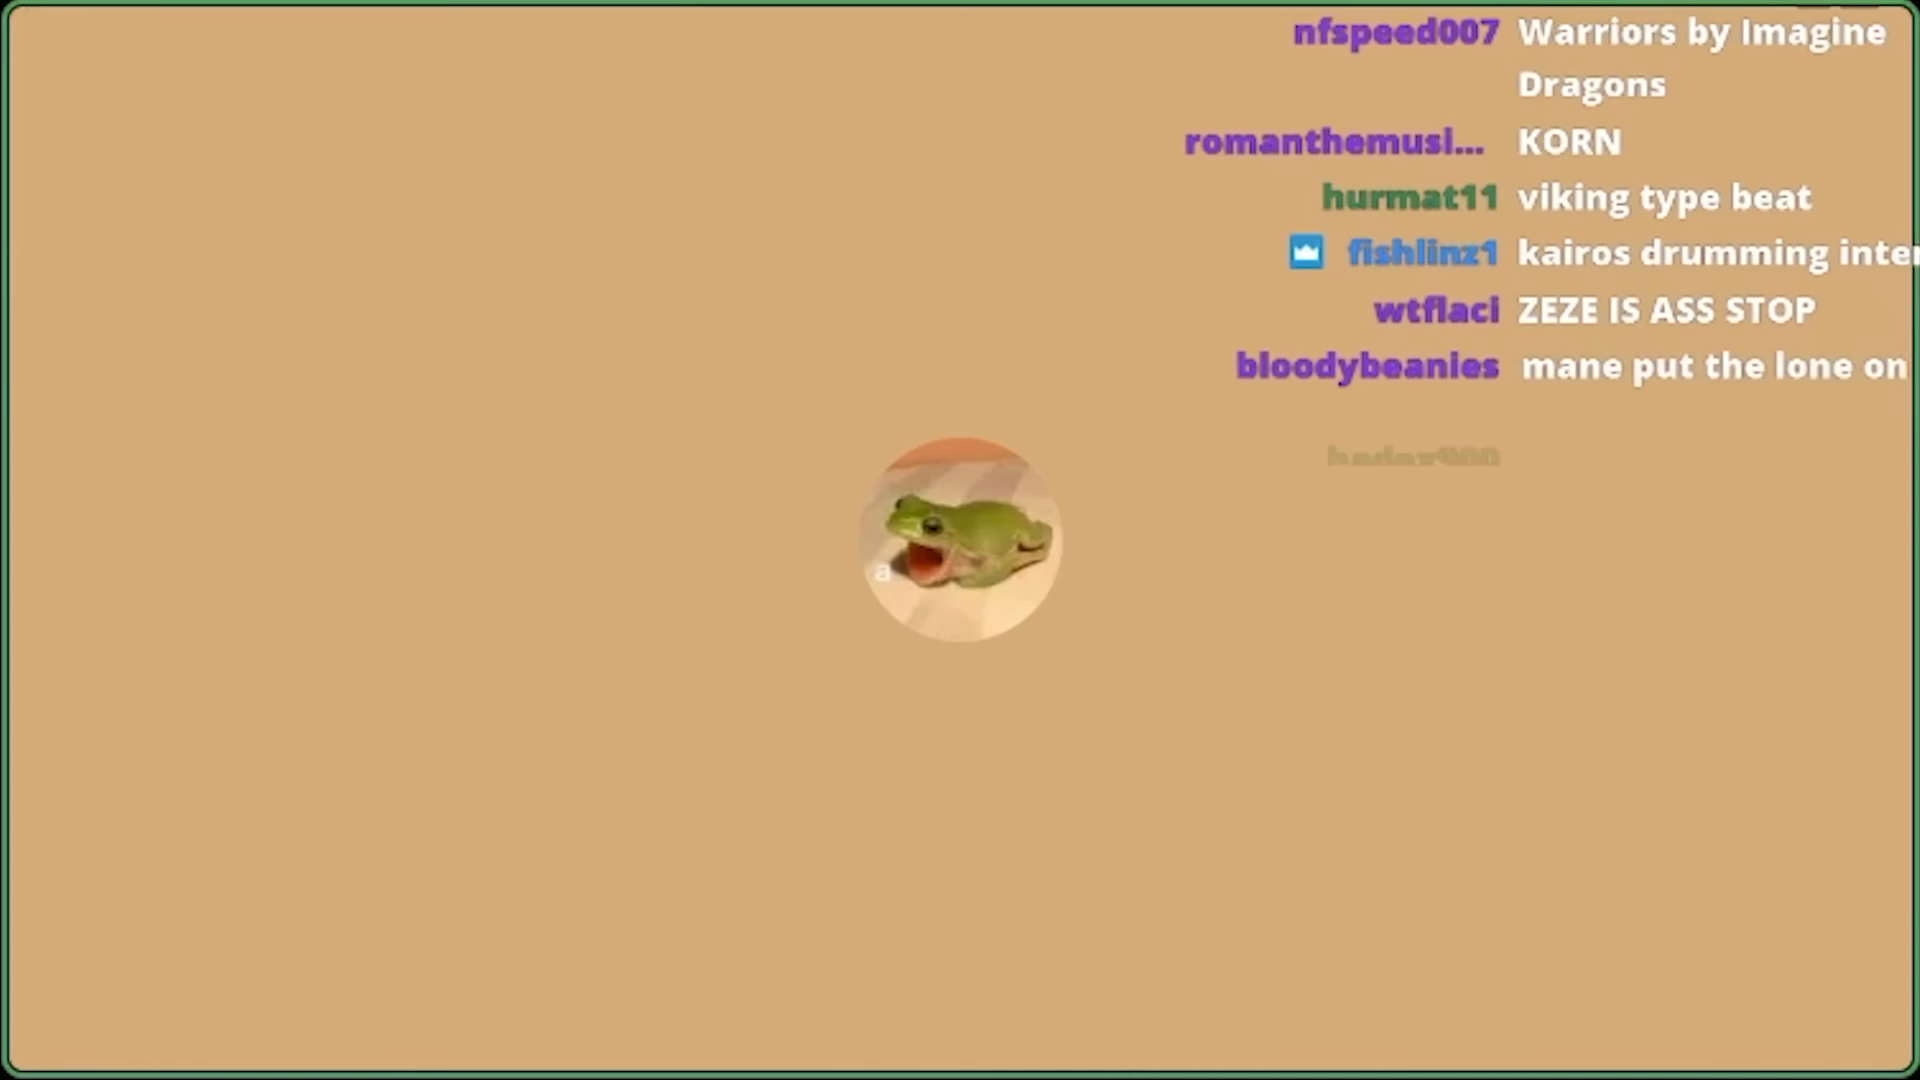 nfspeed007 Warriors by Imagine
Dragons
romanthemusi... KORN
hurmat11 viking type beat
fishlinz1 kairos drumming inter
wtflaci ZEZE IS ASS STOP
bloodybeanies mane put the lone on
a